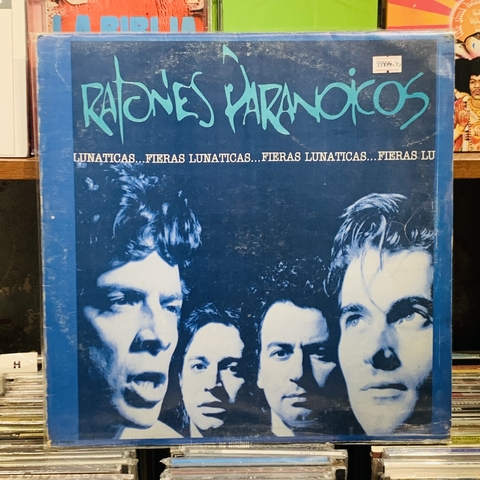 LA BIBLIA
RATONES PARANOICOS
LUNATICAS...FIERAS LUNATICAS...FIERAS LUNATICAS...FIERAS LU
H